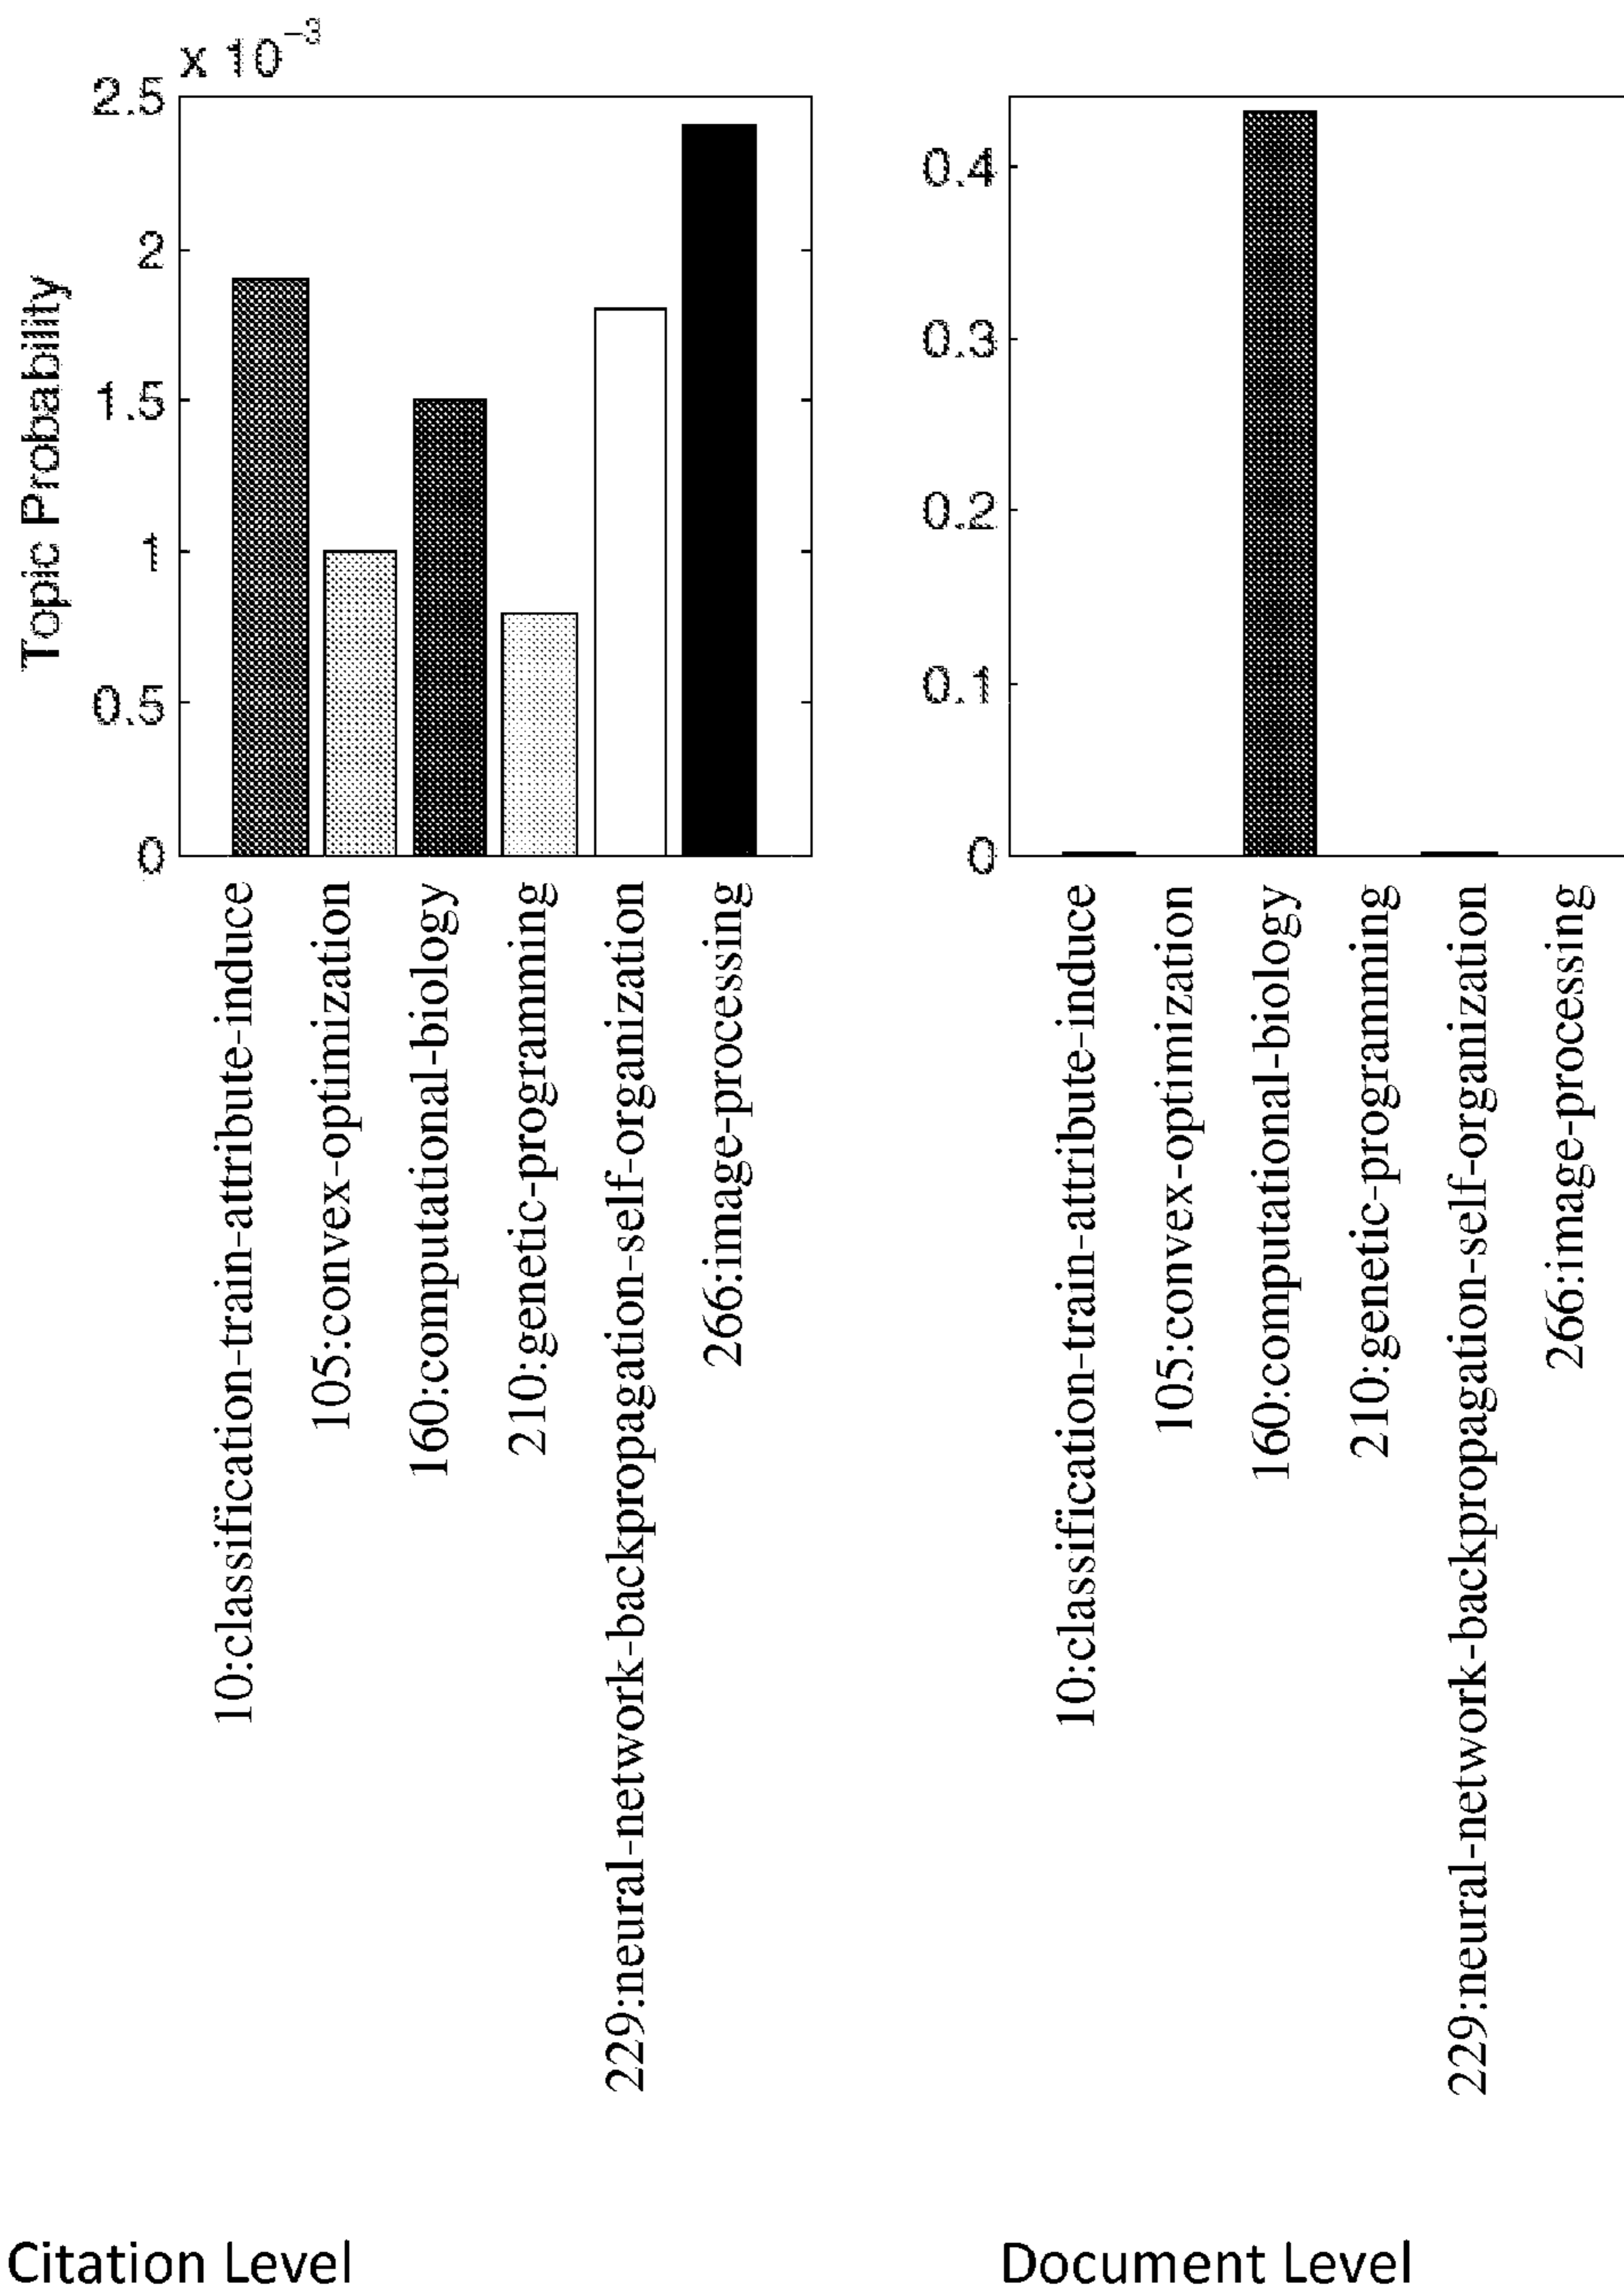 x 10⁻³
2.5
2
1.5
1
0.5
0
Topic Probability
10:classification-train-attribute-induce
105:convex-optimization
160:computational-biology
210:genetic-programming
229:neural-network-backpropagation-self-organization
266:image-processing
Citation Level
0.4
0.3
0.2
0.1
0
10:classification-train-attribute-induce
105:convex-optimization
160:computational-biology
210:genetic-programming
229:neural-network-backpropagation-self-organization
266:image-processing
Document Level